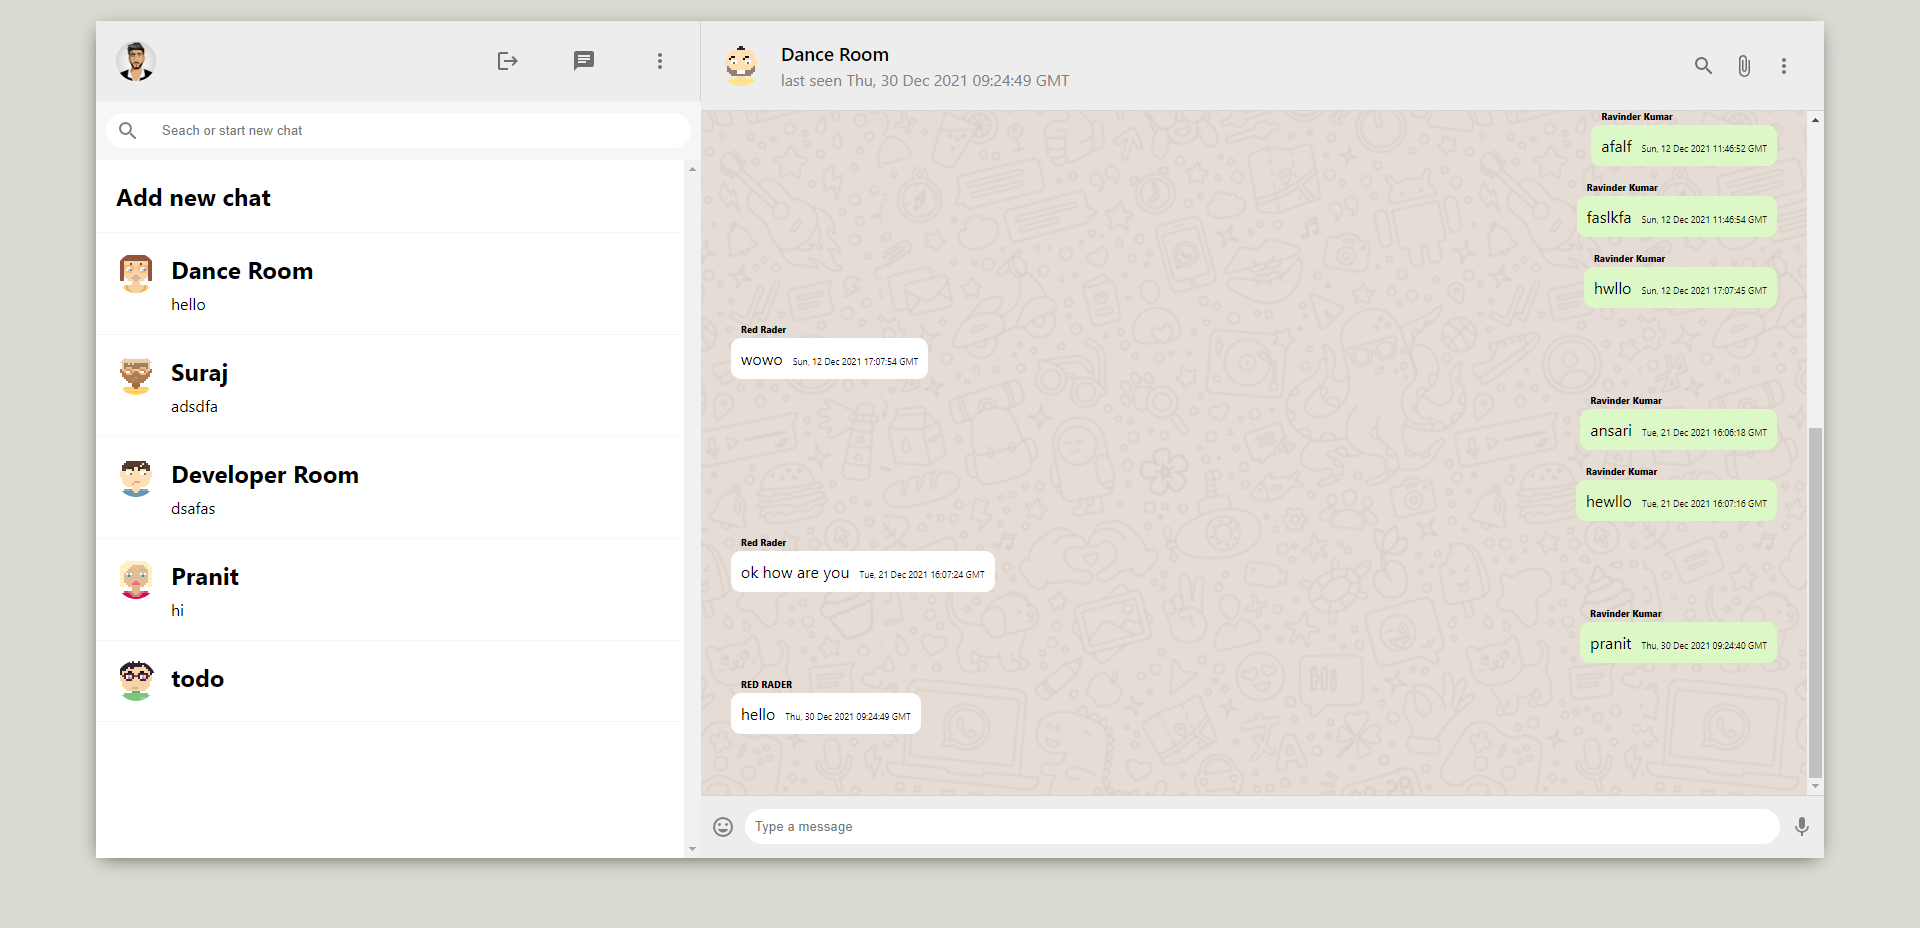 Seach or start new chat
Add new chat
Dance Room
hello
Suraj
adsdfa
Developer Room
dsafas
Pranit
hi
todo
Dance Room
last seen Thu, 30 Dec 2021 09:24:49 GMT
Ravinder Kumar
afalf Sun, 12 Dec 2021 11:46:52 GMT
Ravinder Kumar
faslkfa Sun, 12 Dec 2021 11:46:54 GMT
Ravinder Kumar
hwllo Sun, 12 Dec 2021 17:07:45 GMT
Red Rader
wowo Sun, 12 Dec 2021 17:07:54 GMT
Ravinder Kumar
ansari Tue, 21 Dec 2021 16:06:18 GMT
Ravinder Kumar
hewllo Tue, 21 Dec 2021 16:07:16 GMT
Red Rader
ok how are you Tue, 21 Dec 2021 16:07:24 GMT
Ravinder Kumar
pranit Thu, 30 Dec 2021 09:24:40 GMT
RED RADER
hello Thu, 30 Dec 2021 09:24:49 GMT
Type a message